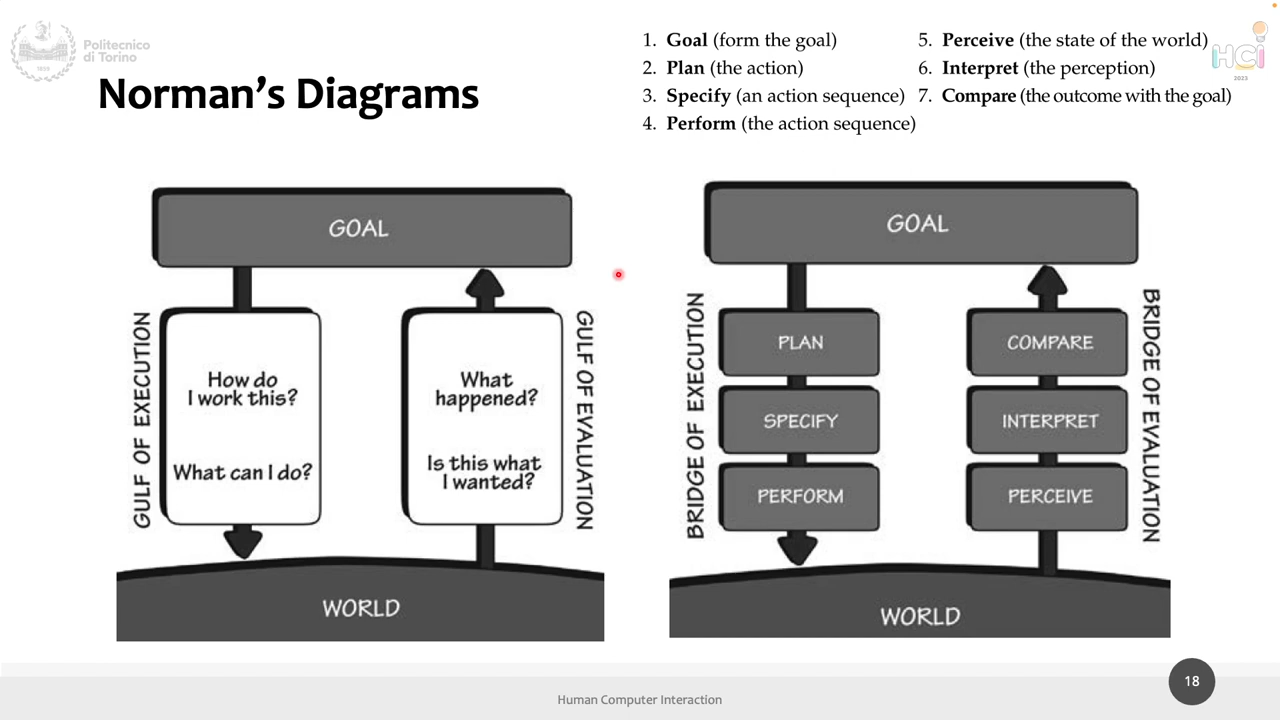 Politecnico
di Torino
1859
Norman's Diagrams
1. Goal (form the goal)
2. Plan (the action)
3. Specify (an action sequence)
4. Perform (the action sequence)
5. Perceive (the state of the world)
6. Interpret (the perception)
7. Compare (the outcome with the goal)
HCI
2023
GOAL
GULF OF EXECUTION
How do
I work this?
What can I do?
What
happened?
Is this what
I wanted?
GULF OF EVALUATION
WORLD
GOAL
BRIDGE OF EXECUTION
PLAN
SPECIFY
PERFORM
COMPARE
INTERPRET
PERCEIVE
BRIDGE OF EVALUATION
WORLD
Human Computer Interaction
18